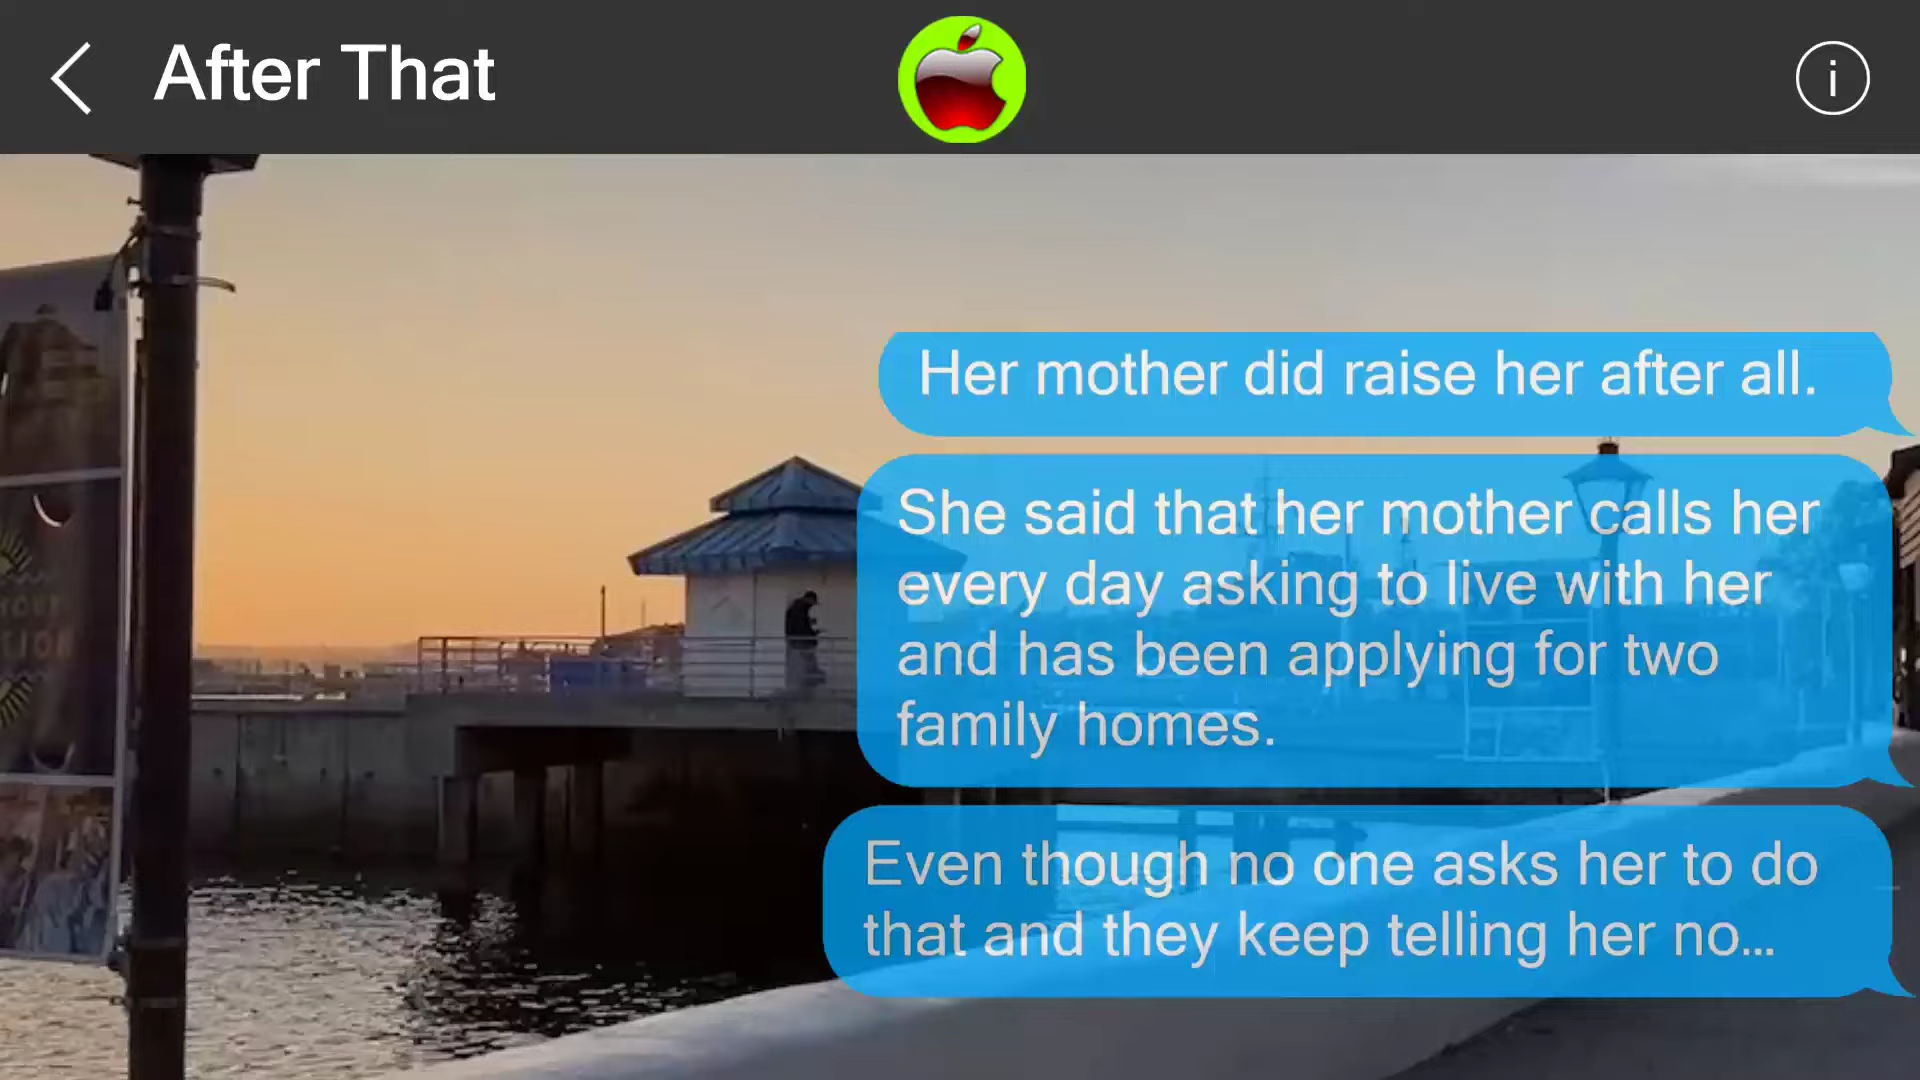 After That
i
Her mother did raise her after all.
She said that her mother calls her
every day asking to live with her
and has been applying for two
family homes.
Even though no one asks her to do
that and they keep telling her no...